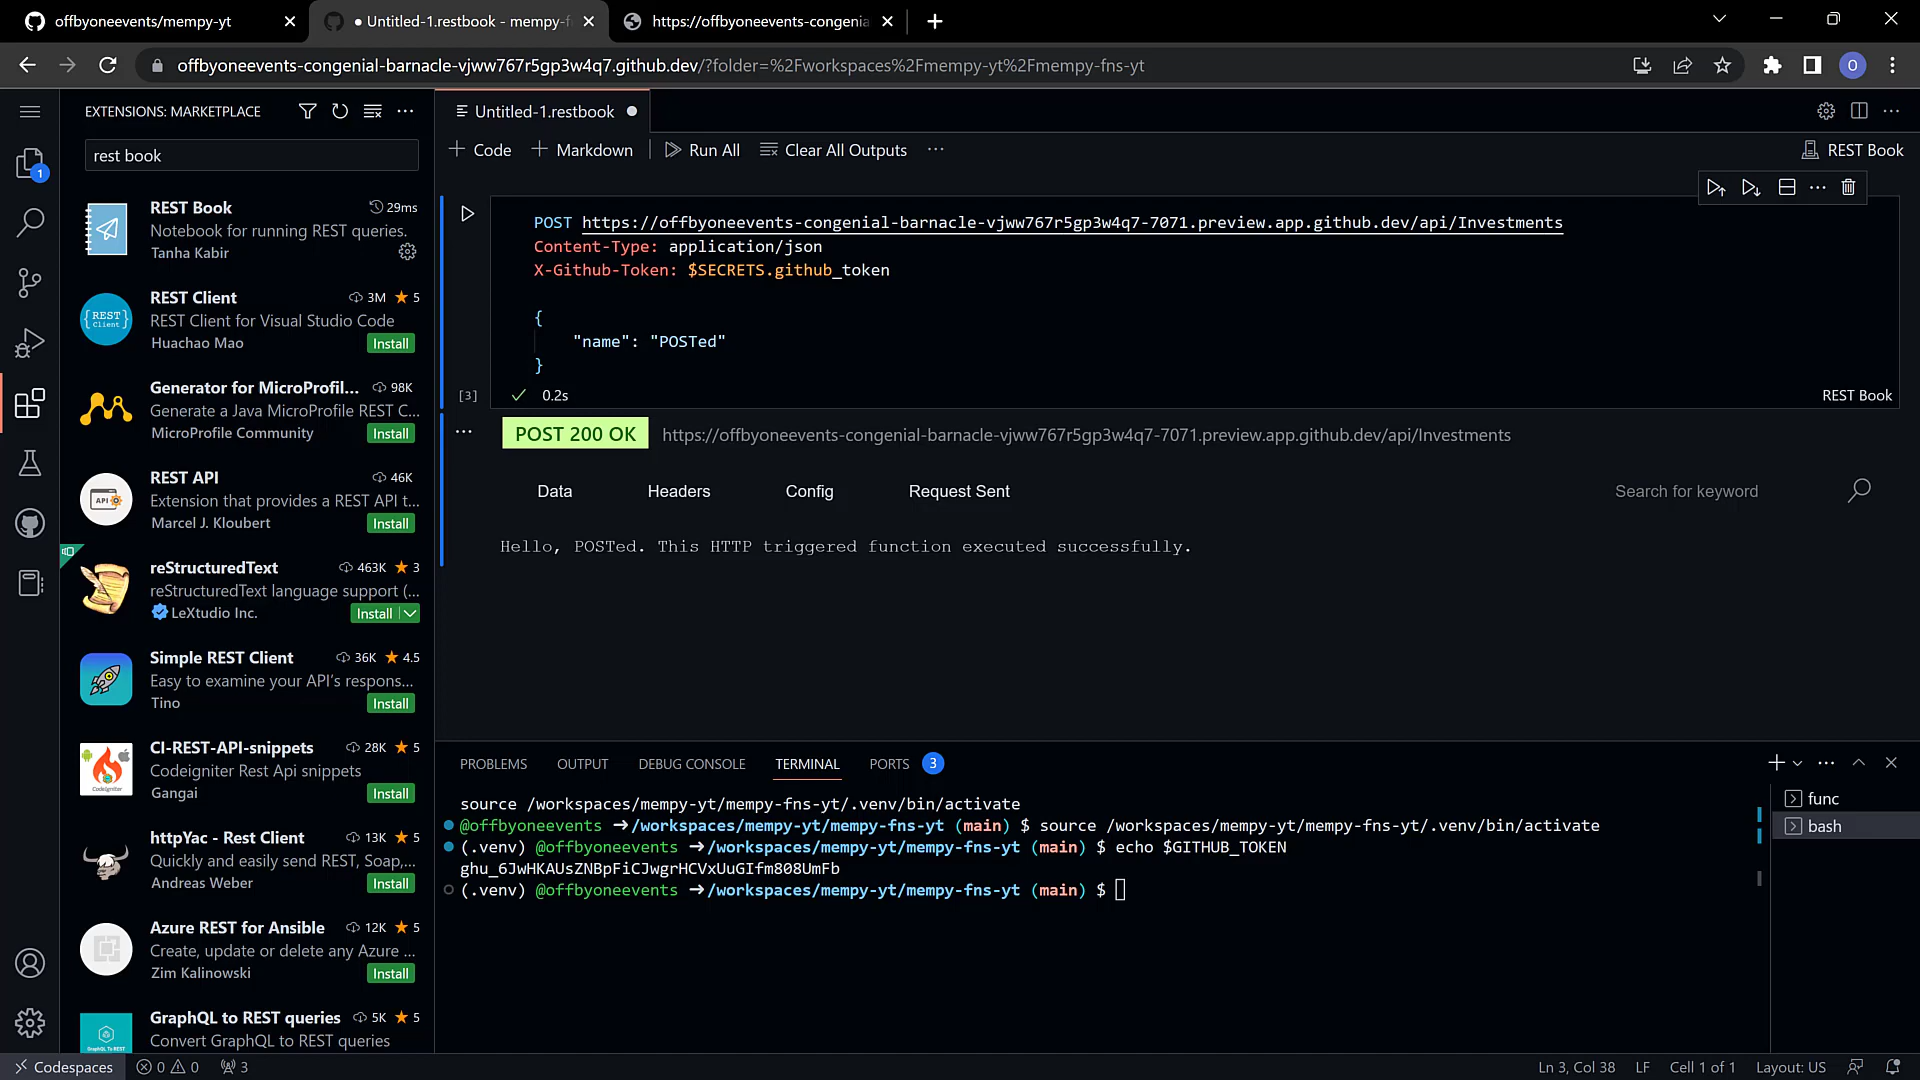 offbyoneevents/mempy-yt
● Untitled-1.restbook - mempy-f
https://offbyoneevents-congenia
offbyoneevents-congenial-barnacle-vjww767r5gp3w4q7.github.dev/?folder=%2Fworkspaces%2Fmempy-yt%2Fmempy-fns-yt
O
EXTENSIONS: MARKETPLACE
rest book
1
REST Book
29ms
Notebook for running REST queries.
Tanha Kabir
REST Client
3M ★ 5
REST Client for Visual Studio Code
Huachao Mao
Install
Generator for MicroProfil...
98K
Generate a Java MicroProfile REST C...
MicroProfile Community
Install
REST API
46K
Extension that provides a REST API t...
Marcel J. Kloubert
Install
reStructuredText
463K ★ 3
reStructuredText language support (...
LeXtudio Inc.
Install
Simple REST Client
36K ★ 4.5
Easy to examine your API's respons...
Tino
Install
CI-REST-API-snippets
28K ★ 5
Codeigniter Rest Api snippets
Gangai
Install
httpYac - Rest Client
13K ★ 5
Quickly and easily send REST, Soap,...
Andreas Weber
Install
Azure REST for Ansible
12K ★ 5
Create, update or delete any Azure ...
Zim Kalinowski
Install
GraphQL to REST queries
5K ★ 5
Convert GraphQL to REST queries
Untitled-1.restbook ●
+ Code + Markdown Run All Clear All Outputs ...
REST Book
POST https://offbyoneevents-congenial-barnacle-vjww767r5gp3w4q7-7071.preview.app.github.dev/api/Investments
Content-Type: application/json
X-Github-Token: $SECRETS.github_token
{
"name": "POSTed"
}
[3] ✓ 0.2s
REST Book
POST 200 OK https://offbyoneevents-congenial-barnacle-vjww767r5gp3w4q7-7071.preview.app.github.dev/api/Investments
Data Headers Config Request Sent
Search for keyword
Hello, POSTed. This HTTP triggered function executed successfully.
PROBLEMS OUTPUT DEBUG CONSOLE TERMINAL PORTS 3
source /workspaces/mempy-yt/mempy-fns-yt/.venv/bin/activate
@offbyoneevents ➜/workspaces/mempy-yt/mempy-fns-yt (main) $ source /workspaces/mempy-yt/mempy-fns-yt/.venv/bin/activate
(.venv) @offbyoneevents ➜/workspaces/mempy-yt/mempy-fns-yt (main) $ echo $GITHUB_TOKEN
ghu_6JwHKAUsZNBpFiCJwgrHCVxUuGIfm808UmFb
(.venv) @offbyoneevents ➜/workspaces/mempy-yt/mempy-fns-yt (main) $
func
bash
Codespaces
0 0
3
Ln 3, Col 38 LF Cell 1 of 1 Layout: US